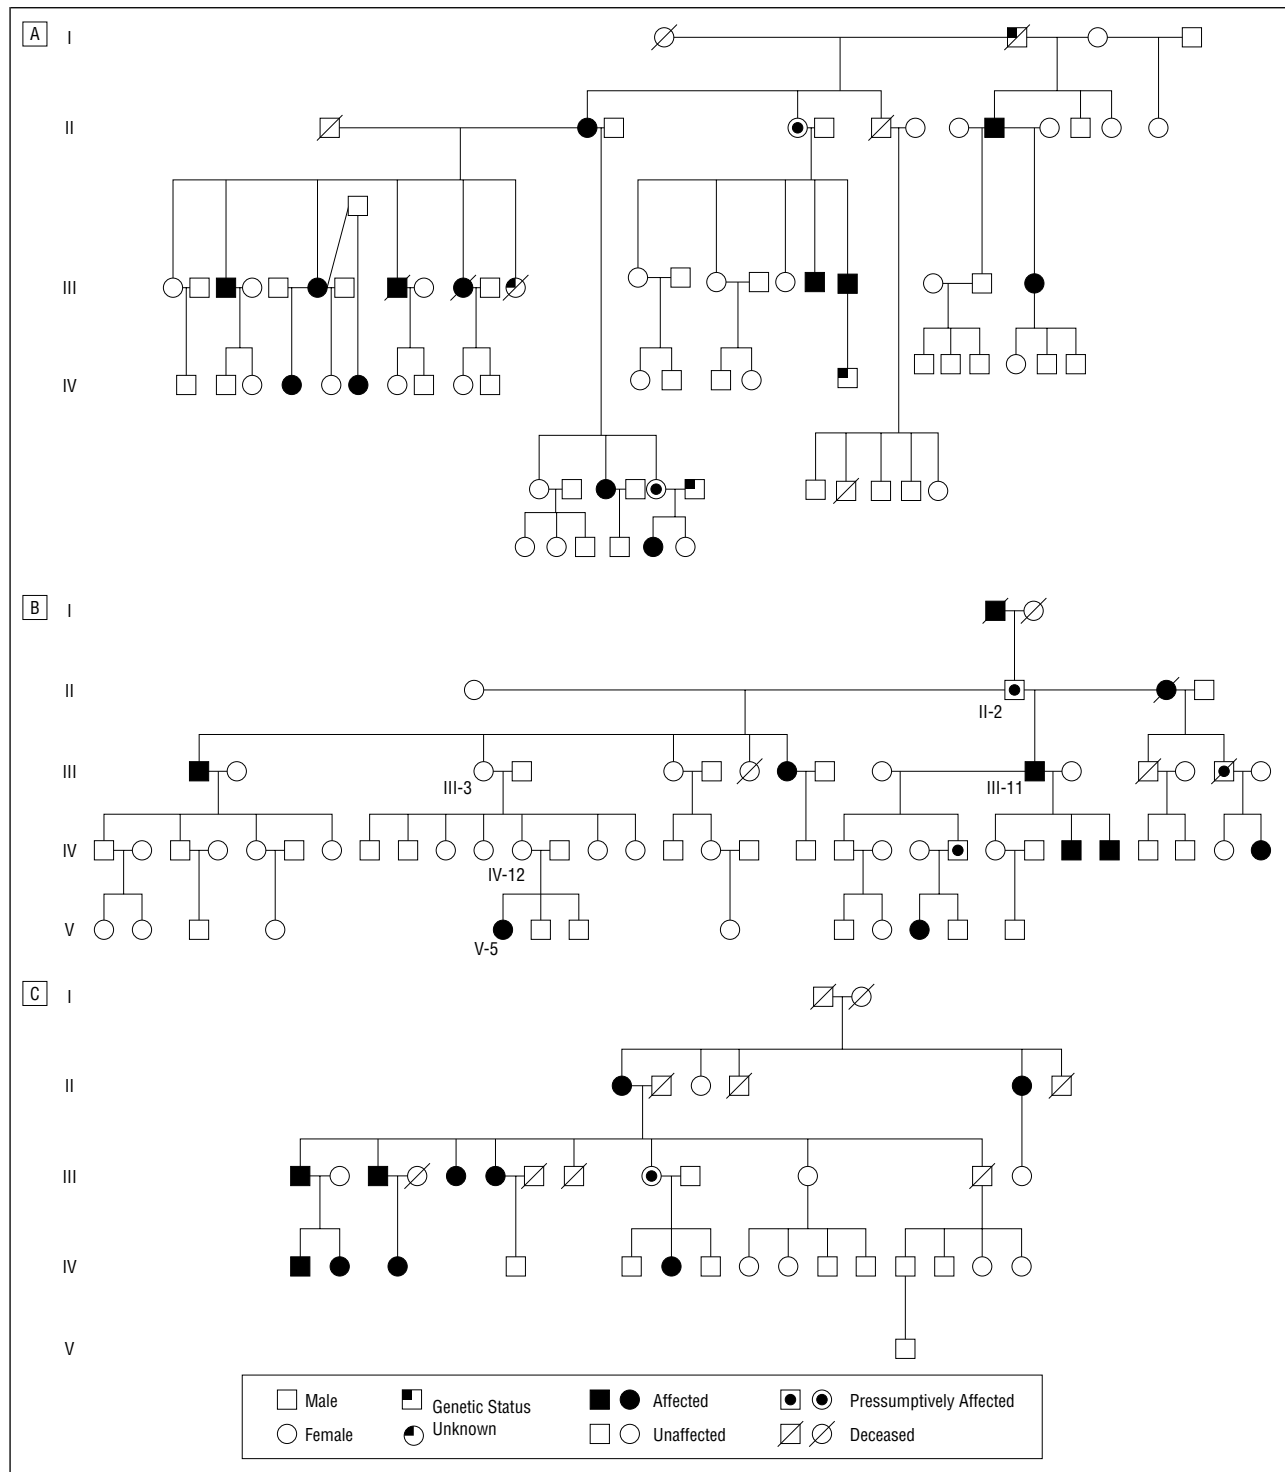 A I
II
III
IV
B I
II
II-2
III
III-3
III-11
IV
IV-12
V
V-5
C I
II
III
IV
V
Male
Genetic Status
Unknown
Affected
Pressumptively Affected
Female
Unaffected
Deceased